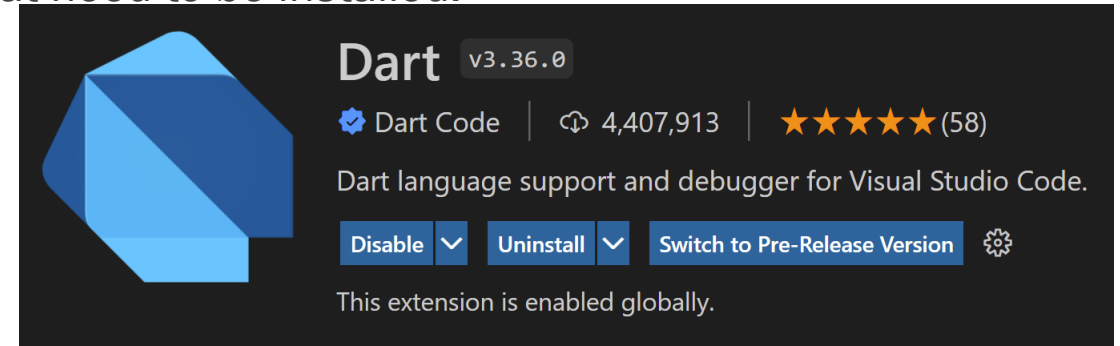 Dart v3.36.0
Dart Code 4,407,913 (58)
Dart language support and debugger for Visual Studio Code.
Disable Uninstall Switch to Pre-Release Version
This extension is enabled globally.